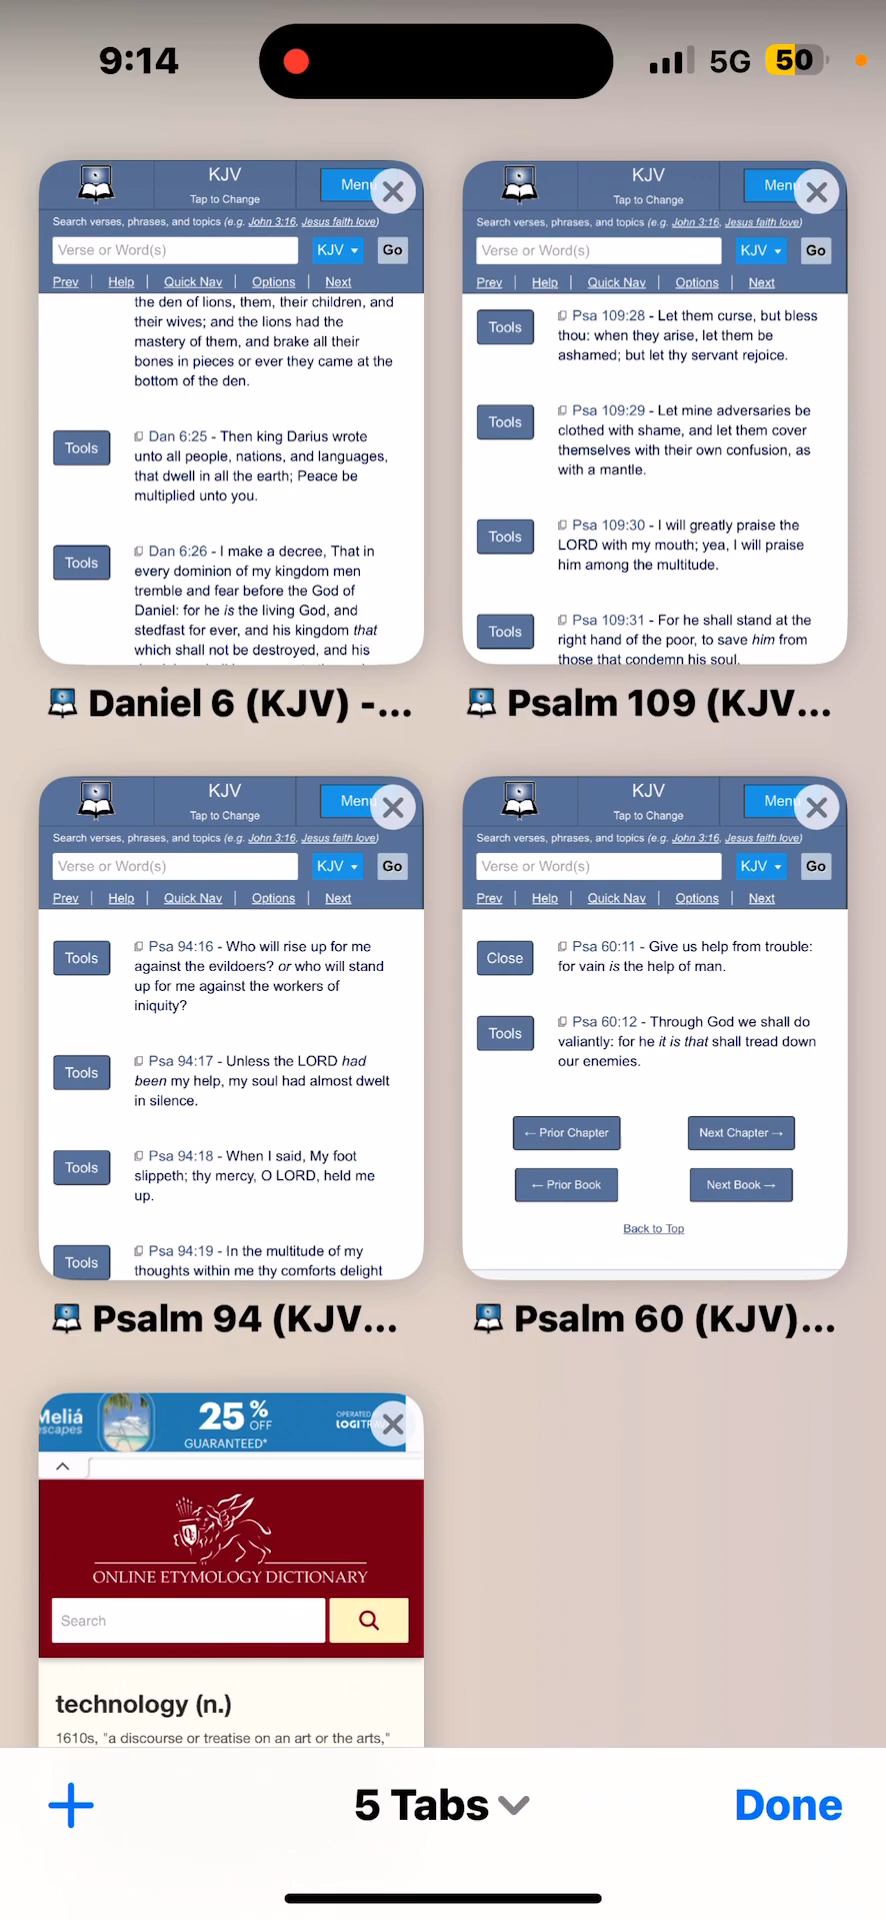 9:14
5G
50
KJV
Tap to Change
Menu
Search verses, phrases, and topics (e.g. John 3:16, Jesus faith love)
Verse or Word(s)
KJV
Go
Prev | Help | Quick Nav | Options | Next
the den of lions, them, their children, and
their wives; and the lions had the
mastery of them, and brake all their
bones in pieces or ever they came at the
bottom of the den.
Tools
Dan 6:25 - Then king Darius wrote
unto all people, nations, and languages,
that dwell in all the earth; Peace be
multiplied unto you.
Tools
Dan 6:26 - I make a decree, That in
every dominion of my kingdom men
tremble and fear before the God of
Daniel: for he is the living God, and
stedfast for ever, and his kingdom that
which shall not be destroyed, and his
Daniel 6 (KJV) -...
KJV
Tap to Change
Menu
Search verses, phrases, and topics (e.g. John 3:16, Jesus faith love)
Verse or Word(s)
KJV
Go
Prev | Help | Quick Nav | Options | Next
Tools
Psa 109:28 - Let them curse, but bless
thou: when they arise, let them be
ashamed; but let thy servant rejoice.
Tools
Psa 109:29 - Let mine adversaries be
clothed with shame, and let them cover
themselves with their own confusion, as
with a mantle.
Tools
Psa 109:30 - I will greatly praise the
LORD with my mouth; yea, I will praise
him among the multitude.
Tools
Psa 109:31 - For he shall stand at the
right hand of the poor, to save him from
those that condemn his soul.
Psalm 109 (KJV...
KJV
Tap to Change
Menu
Search verses, phrases, and topics (e.g. John 3:16, Jesus faith love)
Verse or Word(s)
KJV
Go
Prev | Help | Quick Nav | Options | Next
Tools
Psa 94:16 - Who will rise up for me
against the evildoers? or who will stand
up for me against the workers of
iniquity?
Tools
Psa 94:17 - Unless the LORD had
been my help, my soul had almost dwelt
in silence.
Tools
Psa 94:18 - When I said, My foot
slippeth; thy mercy, O LORD, held me
up.
Tools
Psa 94:19 - In the multitude of my
thoughts within me thy comforts delight
Psalm 94 (KJV...
KJV
Tap to Change
Menu
Search verses, phrases, and topics (e.g. John 3:16, Jesus faith love)
Verse or Word(s)
KJV
Go
Prev | Help | Quick Nav | Options | Next
Close
Psa 60:11 - Give us help from trouble:
for vain is the help of man.
Tools
Psa 60:12 - Through God we shall do
valiantly: for he it is that shall tread down
our enemies.
← Prior Chapter
Next Chapter →
← Prior Book
Next Book →
Back to Top
Psalm 60 (KJV)...
Meliá
escapes
25% OFF
GUARANTEED*
OPERATED
LOGITR
ONLINE ETYMOLOGY DICTIONARY
Search
technology (n.)
1610s, "a discourse or treatise on an art or the arts,"
5 Tabs
Done